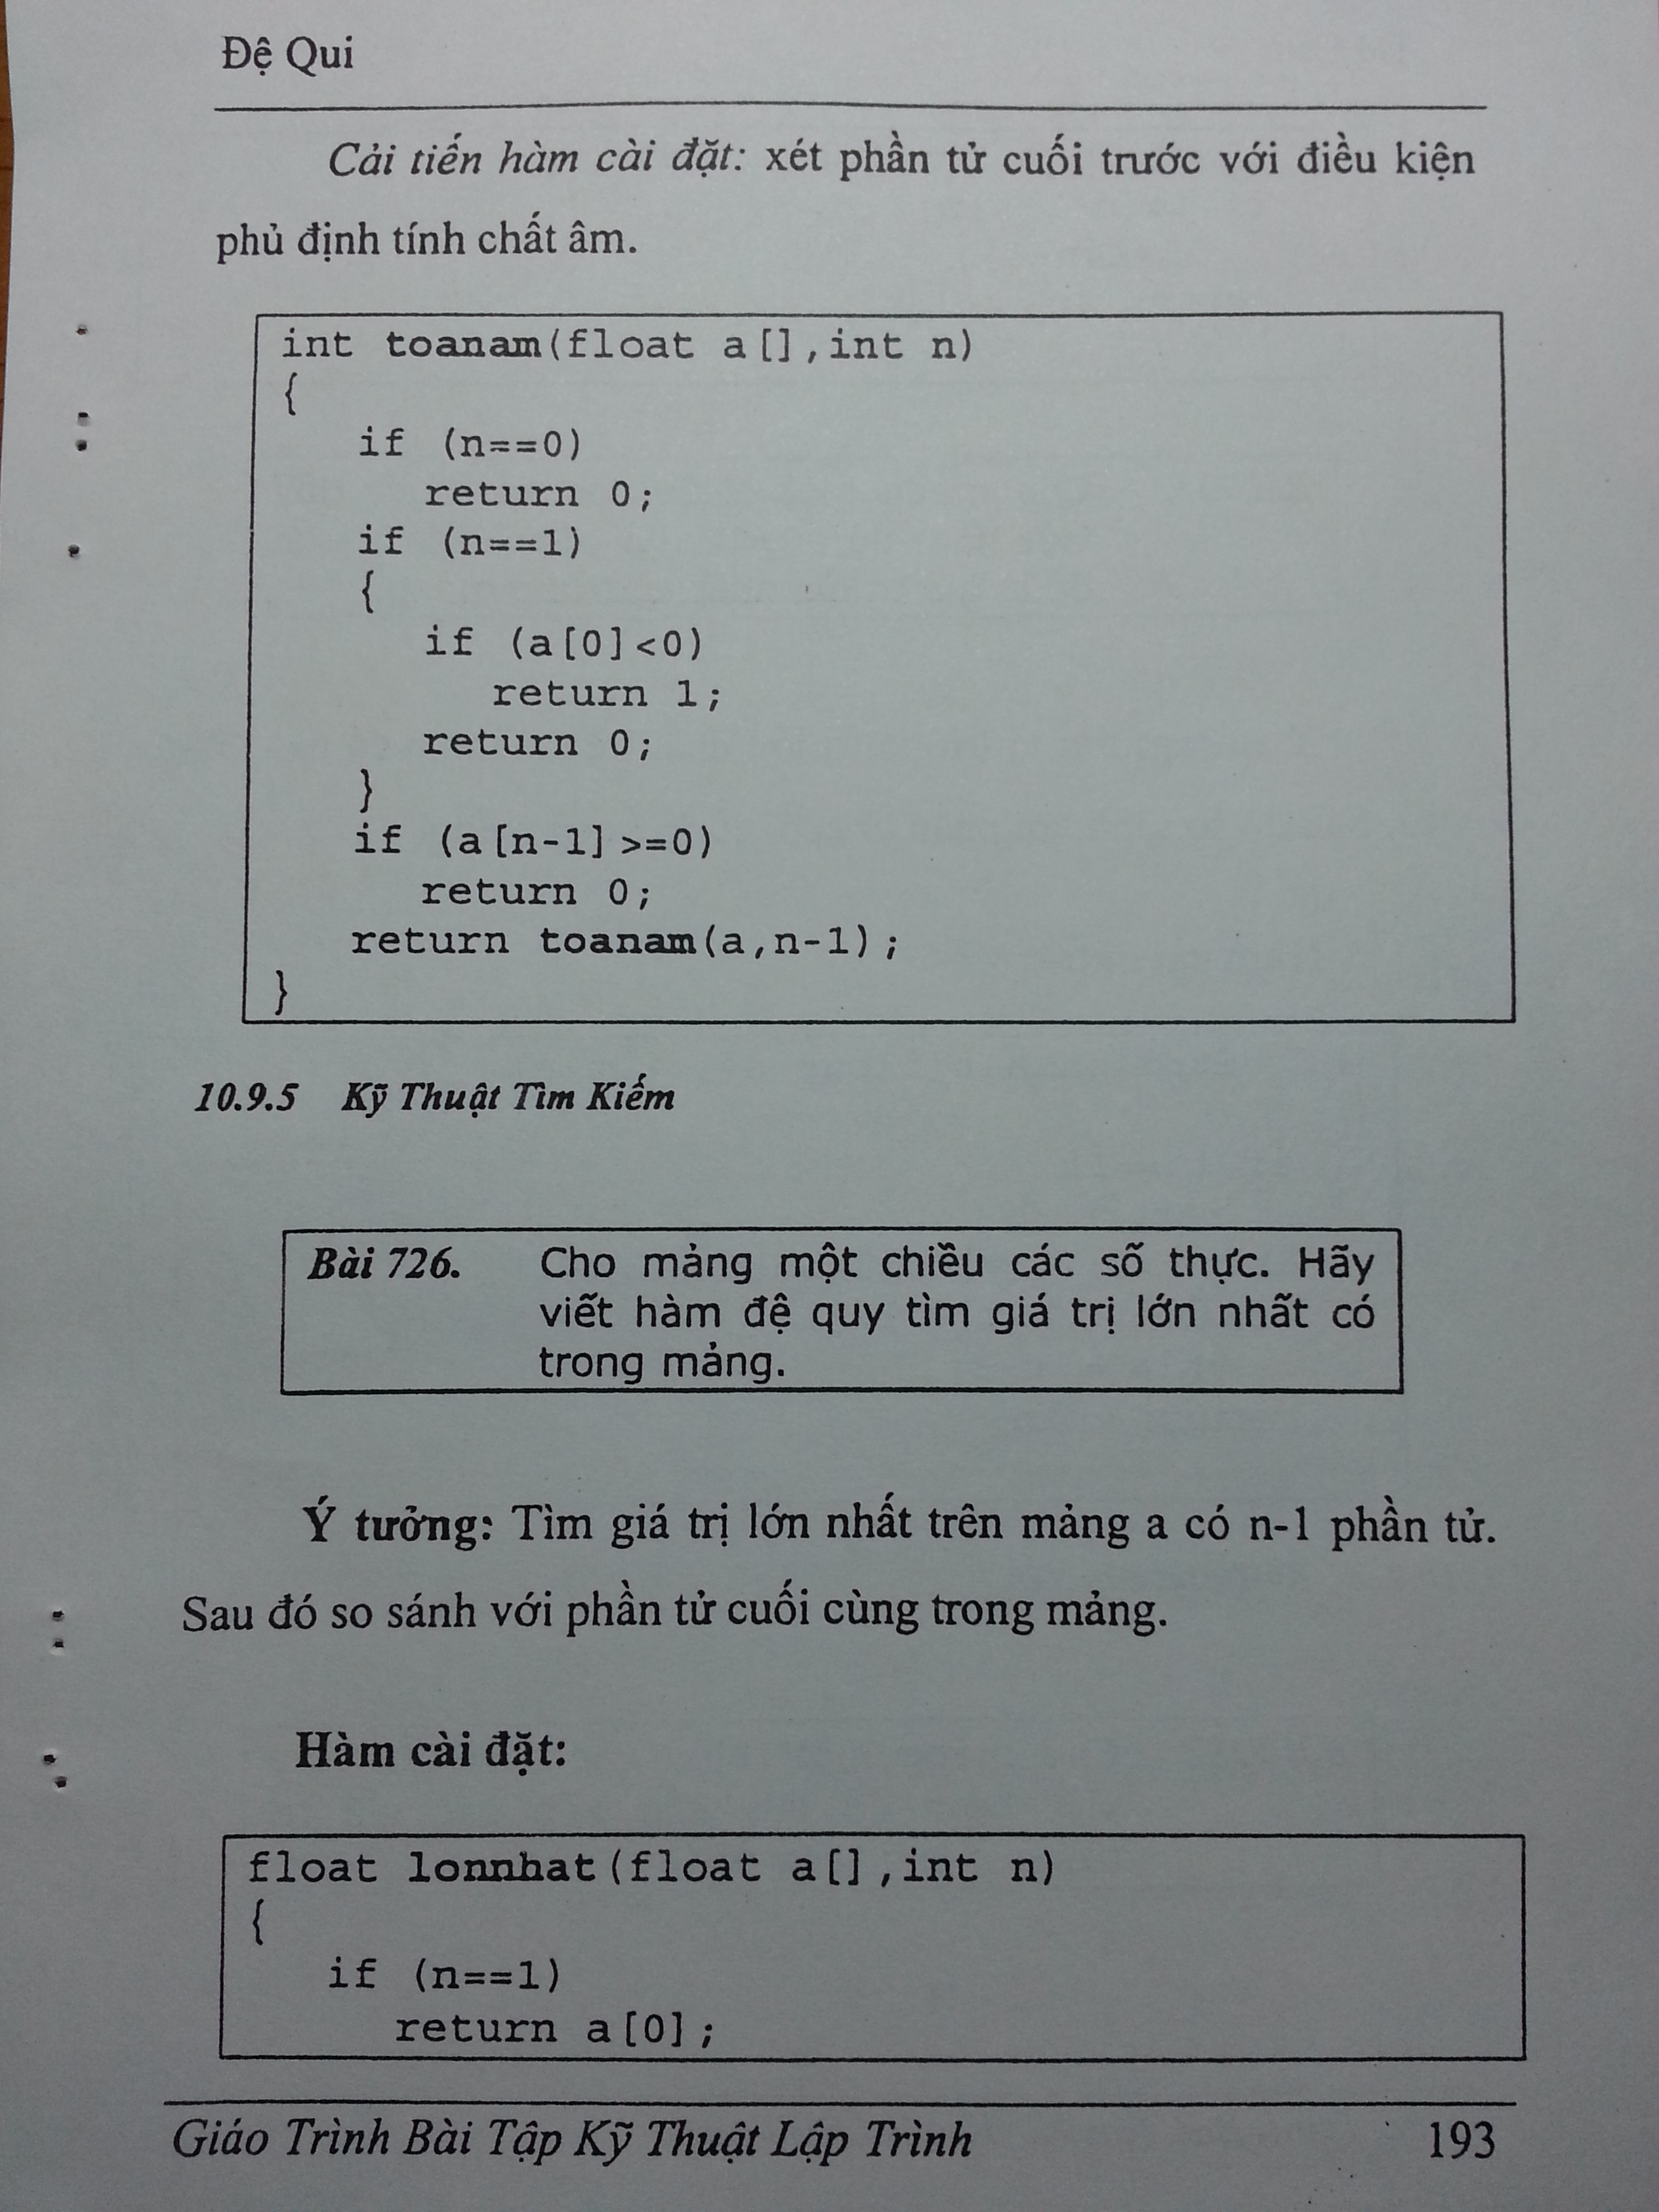 Đệ Qui
Cải tiến hàm cài đặt: xét phần tử cuối trước với điều kiện
phủ định tính chất âm.
int toanam(float a[],int n)
{
if (n==0)
return 0;
if (n==1)
{
if (a[0]<0)
return 1;
return 0;
}
if (a[n-1]>=0)
return 0;
return toanam(a,n-1);
}
10.9.5 Kỹ Thuật Tìm Kiếm
Bài 726. Cho mảng một chiều các số thực. Hãy
viết hàm đệ quy tìm giá trị lớn nhất có
trong mảng.
Ý tưởng: Tìm giá trị lớn nhất trên mảng a có n-1 phần tử.
Sau đó so sánh với phần tử cuối cùng trong mảng.
Hàm cài đặt:
float lonnhat(float a[],int n)
{
if (n==1)
return a[0];
Giáo Trình Bài Tập Kỹ Thuật Lập Trình 193